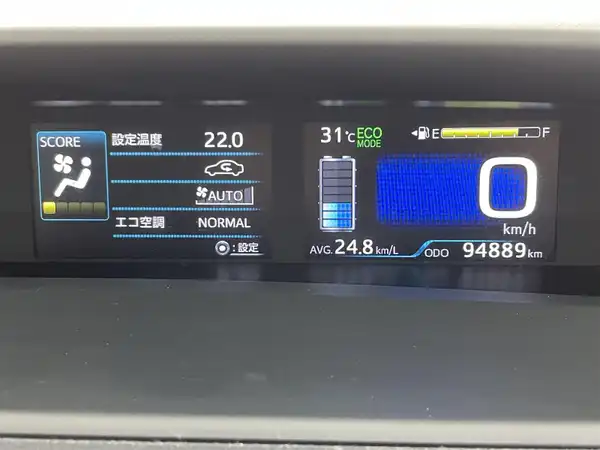 SCORE
設定温度 22.0
AUTO
エコ空調 NORMAL
:設定
31℃ ECO MODE
E F
0
km/h
AVG. 24.8 km/L
ODO 94889 km